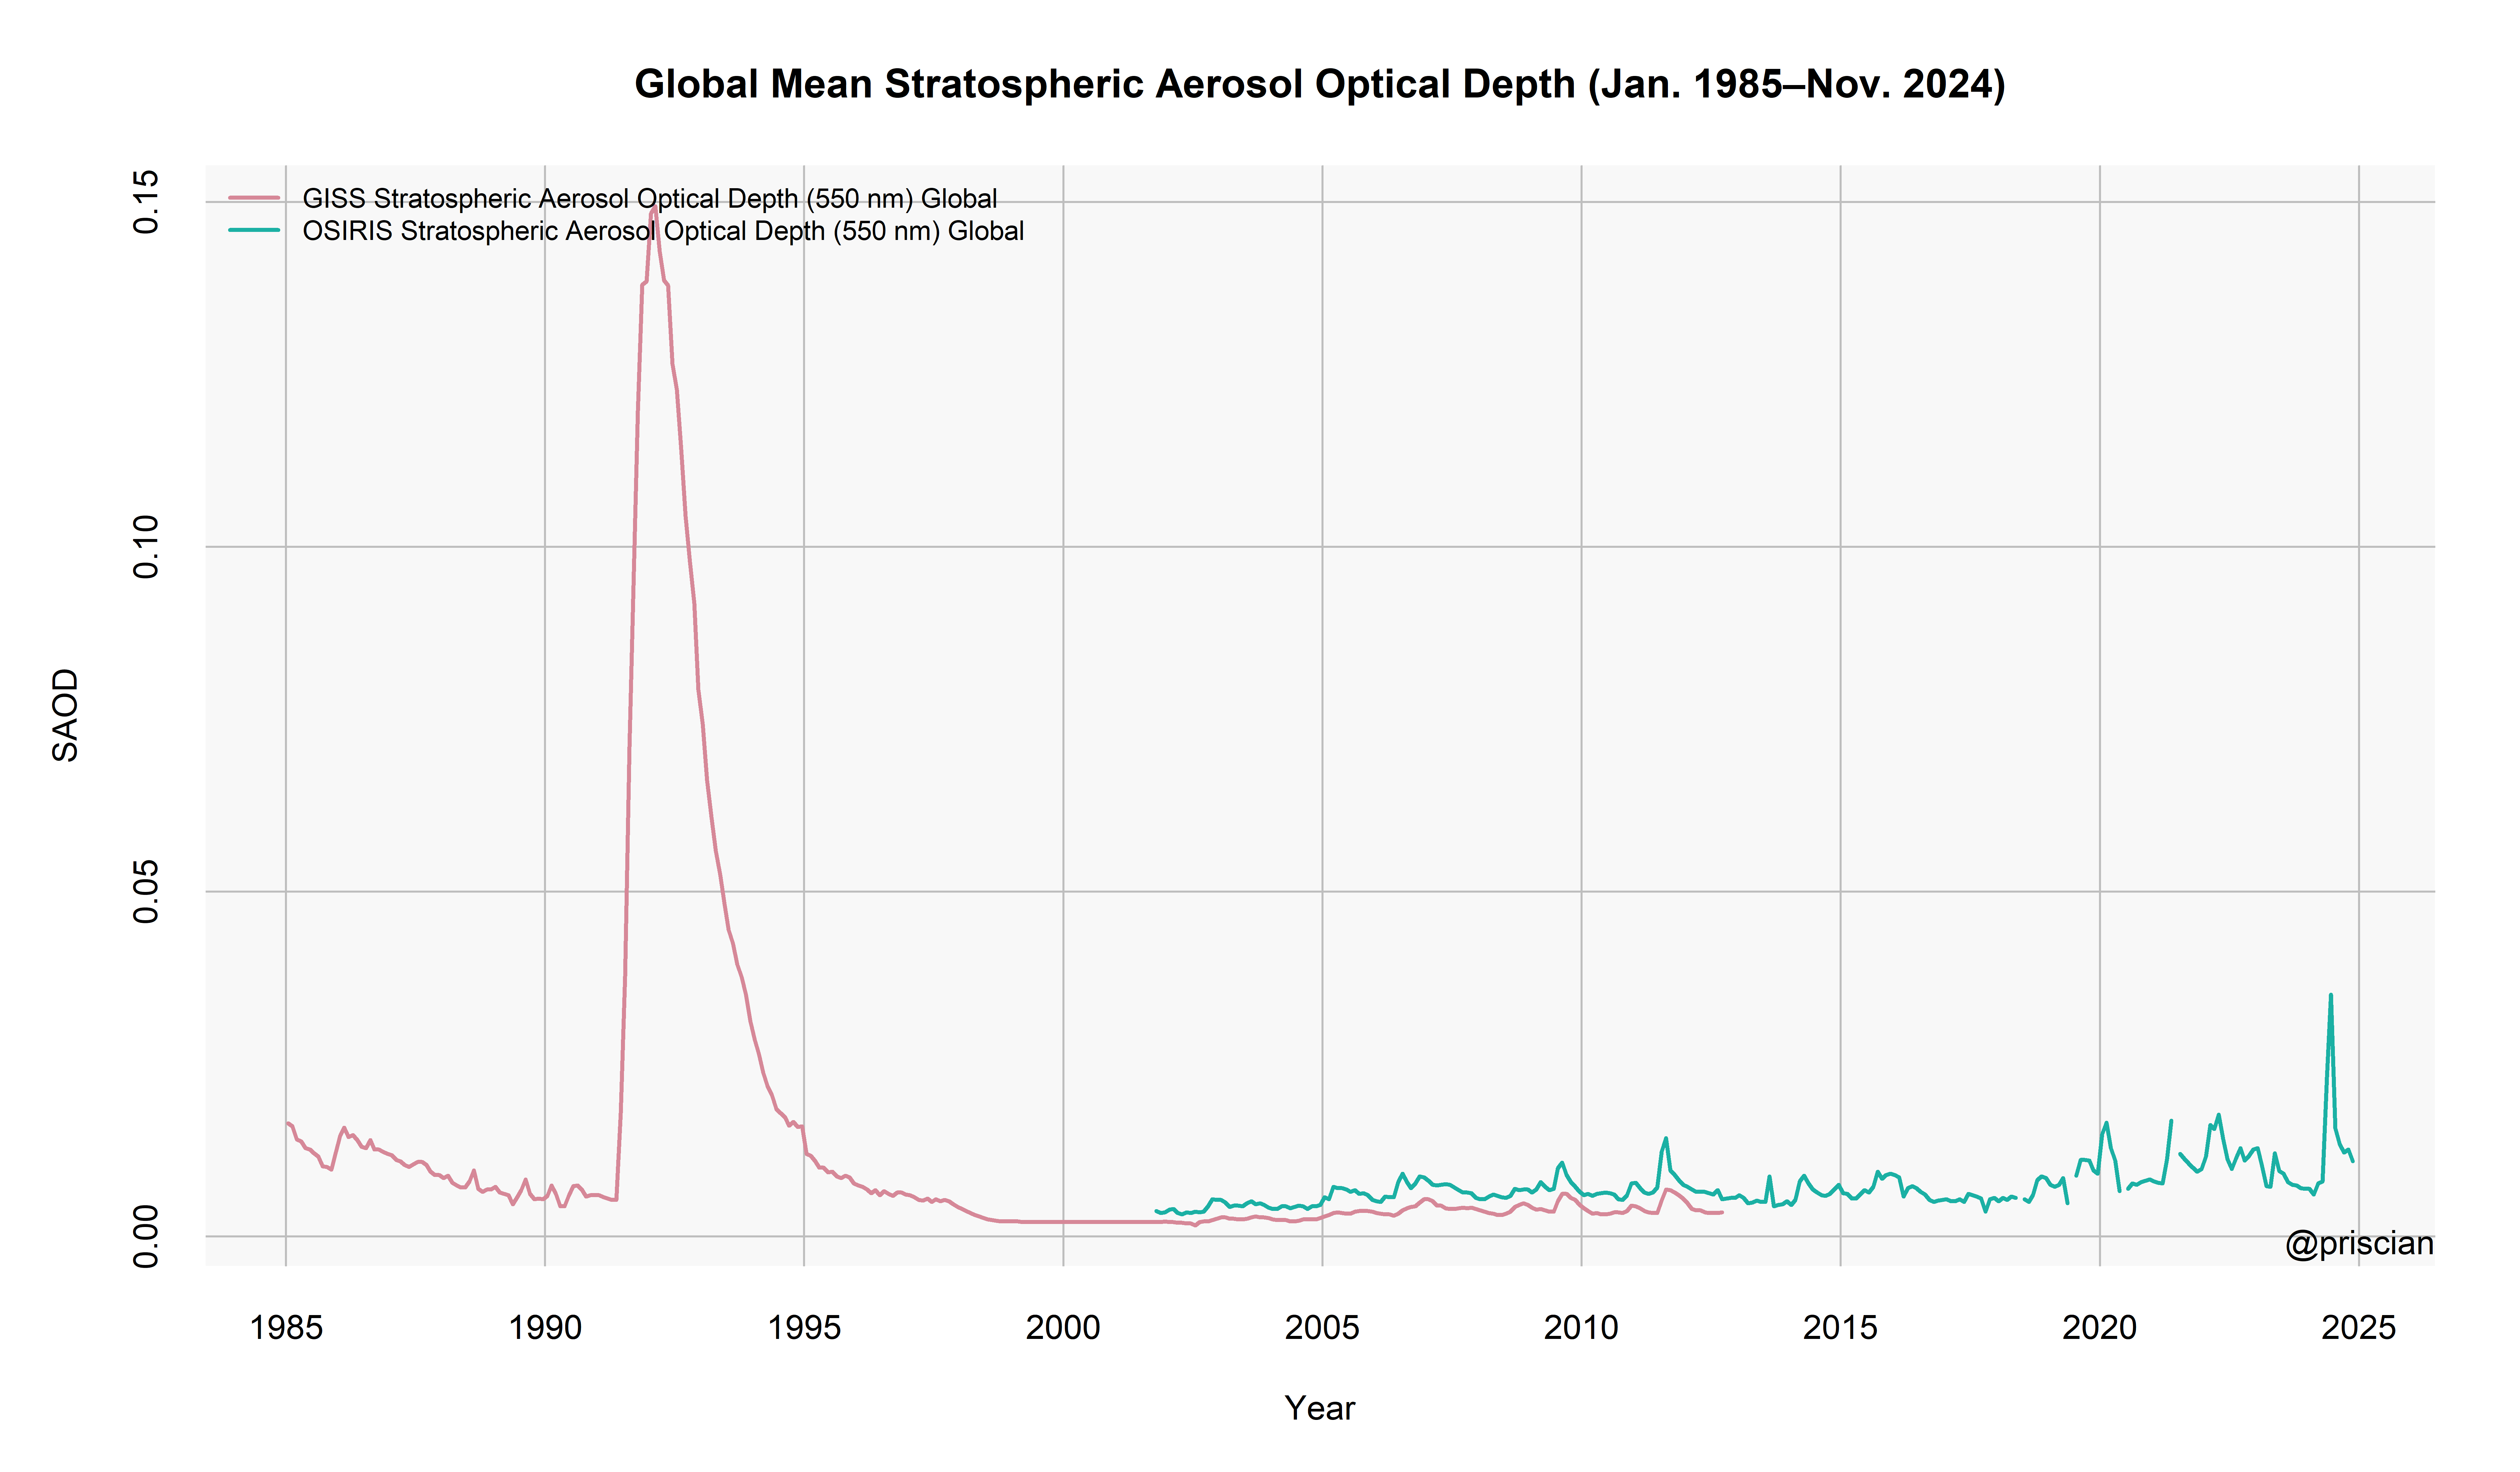 Global Mean Stratospheric Aerosol Optical Depth (Jan. 1985–Nov. 2024)
GISS Stratospheric Aerosol Optical Depth (550 nm) Global
OSIRIS Stratospheric Aerosol Optical Depth (550 nm) Global
0.15
0.10
0.05
0.00
SAOD
@priscian
1985 1990 1995 2000 2005 2010 2015 2020 2025
Year